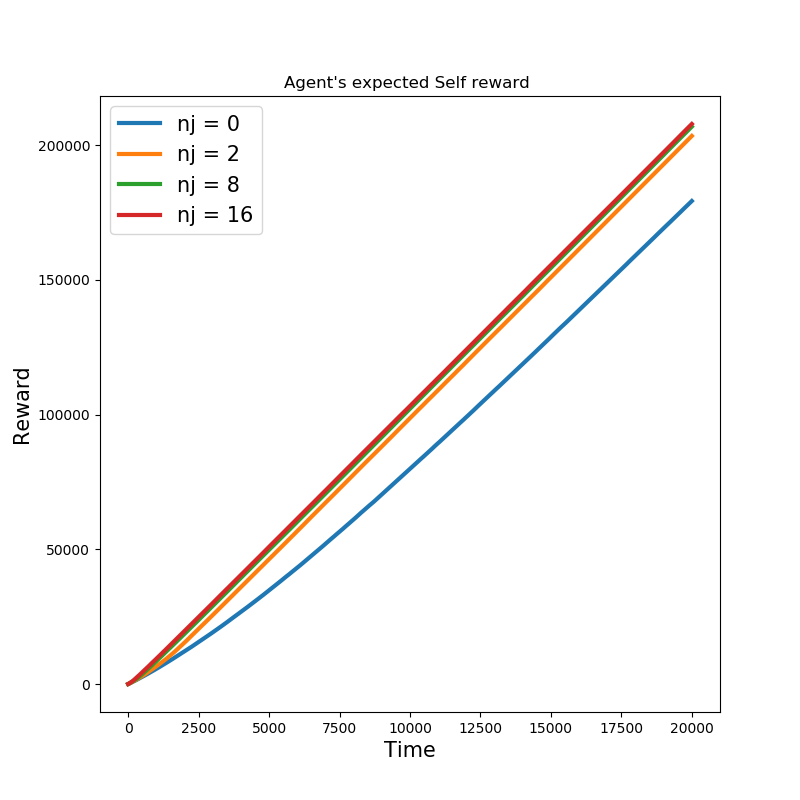 Agent's expected Self reward
nj = 0
nj = 2
nj = 8
nj = 16
200000
150000
100000
50000
0
Reward
0 2500 5000 7500 10000 12500 15000 17500 20000
Time